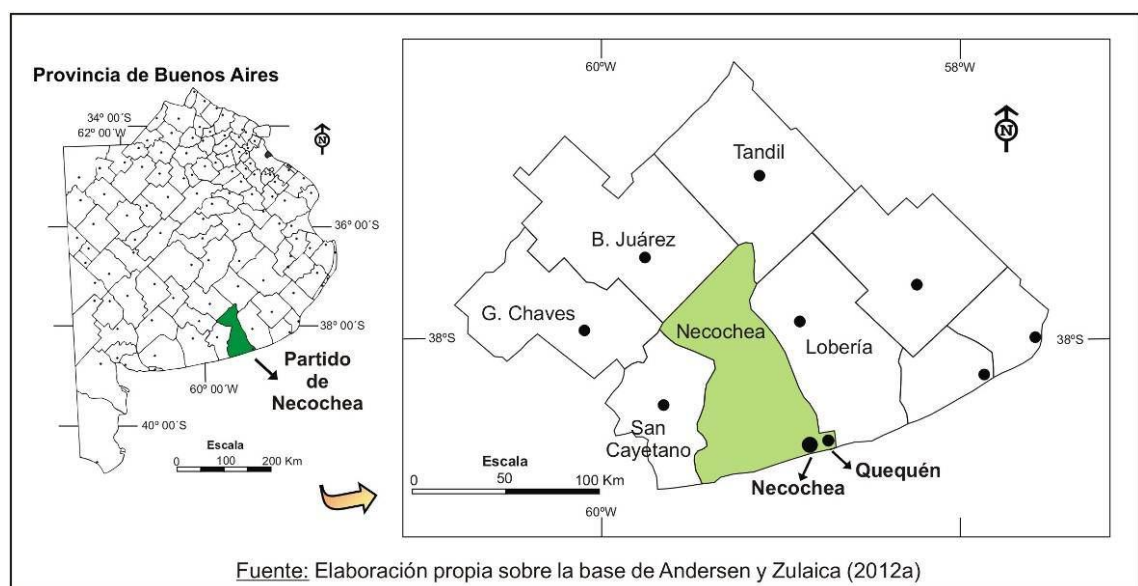 Provincia de Buenos Aires
34º 00´S
62º 00´W
N
36º 00´S
38º 00´S
Partido
de
Necochea
60º 00´W
40º 00´S
Escala
0 100 200 Km
60ºW
58ºW
N
Tandil
B. Juárez
G. Chaves
Necochea
Lobería
38ºS
38ºS
San
Cayetano
Quequén
Necochea
Escala
0 50 100 Km
60ºW
Fuente: Elaboración propia sobre la base de Andersen y Zulaica (2012a)